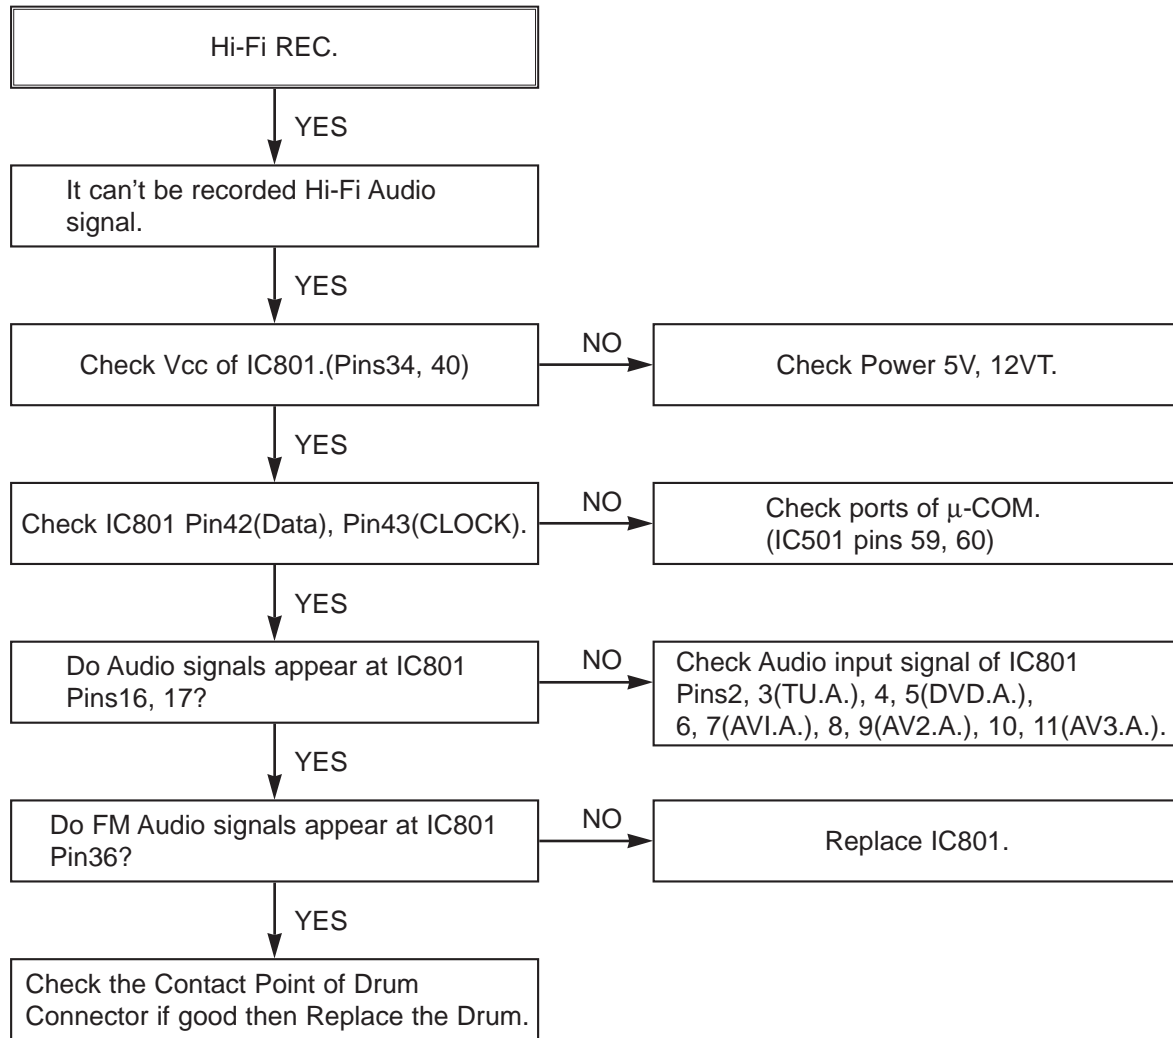 Hi-Fi REC.
YES
It can't be recorded Hi-Fi Audio
signal.
YES
Check Vcc of IC801.(Pins34, 40)
NO
Check Power 5V, 12VT.
YES
Check IC801 Pin42(Data), Pin43(CLOCK).
NO
Check ports of µ-COM.
(IC501 pins 59, 60)
YES
Do Audio signals appear at IC801
Pins16, 17?
NO
Check Audio input signal of IC801
Pins2, 3(TU.A.), 4, 5(DVD.A.),
6, 7(AVI.A.), 8, 9(AV2.A.), 10, 11(AV3.A.).
YES
Do FM Audio signals appear at IC801
Pin36?
NO
Replace IC801.
YES
Check the Contact Point of Drum
Connector if good then Replace the Drum.